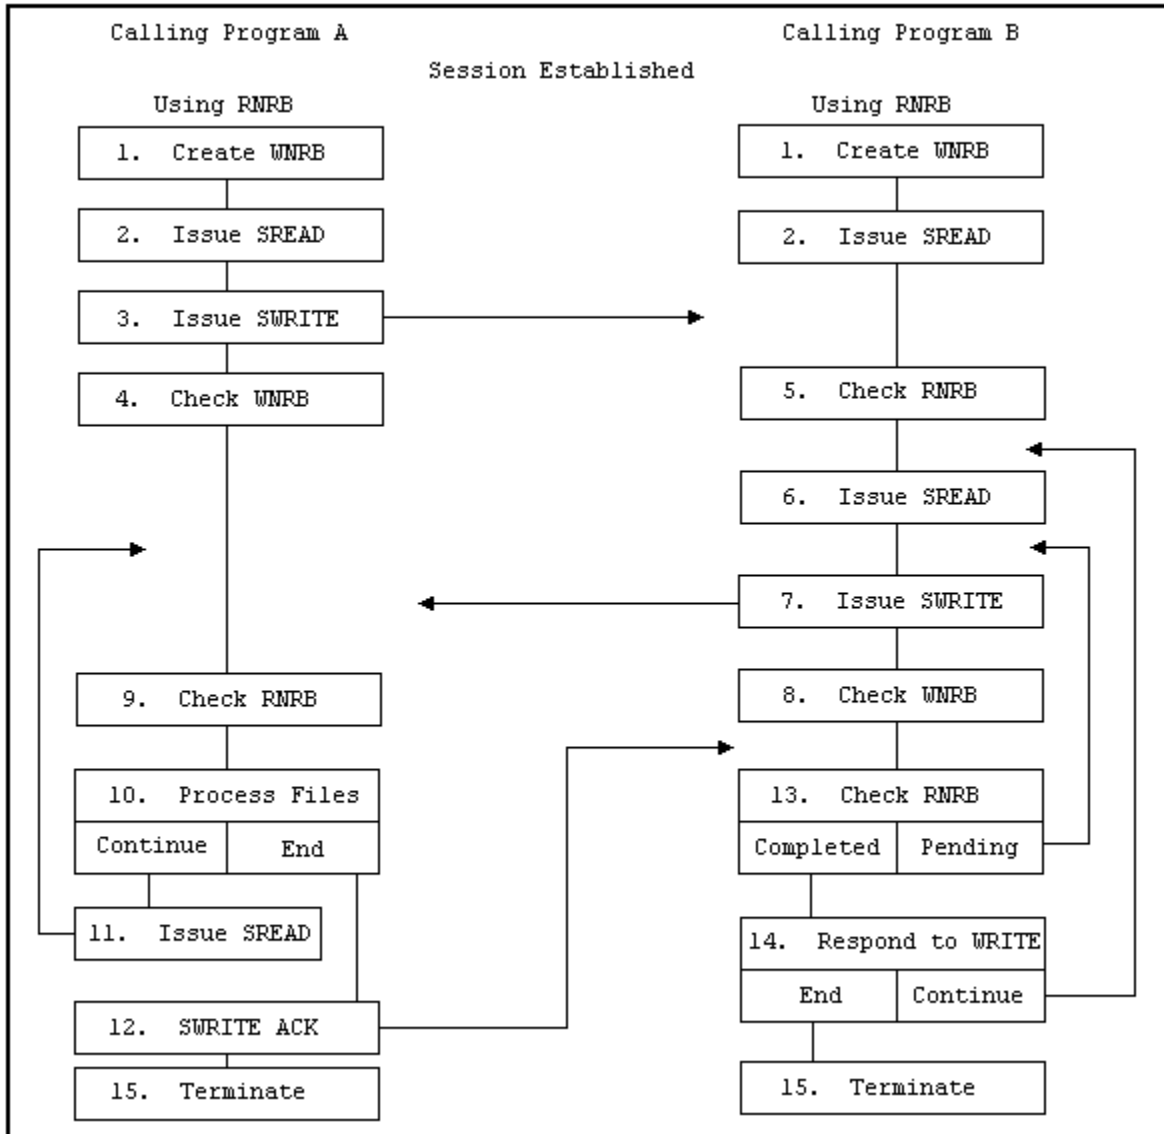 Calling Program A
Calling Program B
Session Established
Using RNRB
Using RNRB
1. Create WNRB
1. Create WNRB
2. Issue SREAD
2. Issue SREAD
3. Issue SWRITE
4. Check WNRB
5. Check RNRB
6. Issue SREAD
7. Issue SWRITE
8. Check WNRB
9. Check RNRB
10. Process Files
Continue
End
11. Issue SREAD
12. SWRITE ACK
15. Terminate
13. Check RNRB
Completed
Pending
14. Respond to WRITE
End
Continue
15. Terminate